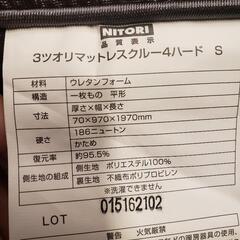 NITORI
品質表示
3ツオリマットレスクルー4ハード S
材料 ウレタンフォーム
構造 一枚もの 平形
寸法 厚さ×幅×長さ
70×970×1970mm
硬さ 186ニュートン
かため
復元率 約95.5%
側生地の組成 側生地 ポリエステル100%
裏生地 不織布ポリプロピレン
※洗濯できません
LOT 015162102
警告 火気厳禁